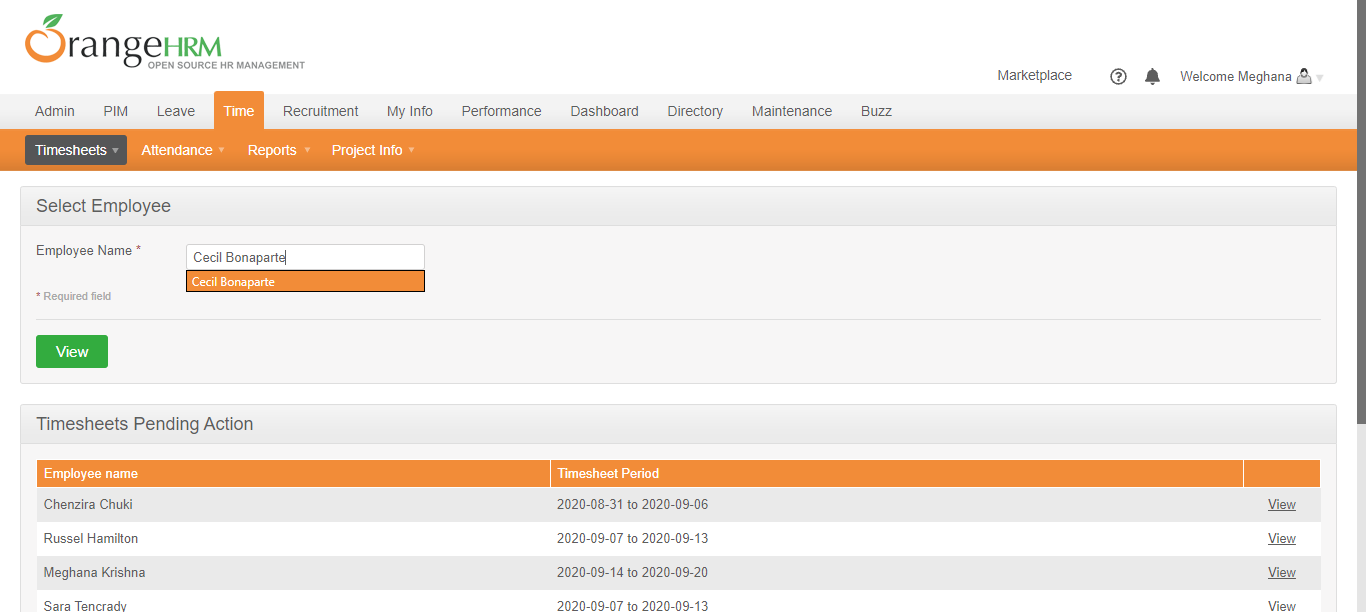 OrangeHRM
OPEN SOURCE HR MANAGEMENT
Marketplace
Welcome Meghana
Admin PIM Leave Time Recruitment My Info Performance Dashboard Directory Maintenance Buzz
Timesheets Attendance Reports Project Info
Select Employee
Employee Name * Cecil Bonaparte
Cecil Bonaparte
* Required field
View
Timesheets Pending Action
Employee name Timesheet Period
Chenzira Chuki 2020-08-31 to 2020-09-06 View
Russel Hamilton 2020-09-07 to 2020-09-13 View
Meghana Krishna 2020-09-14 to 2020-09-20 View
Sara Tencrady 2020-09-07 to 2020-09-13 View